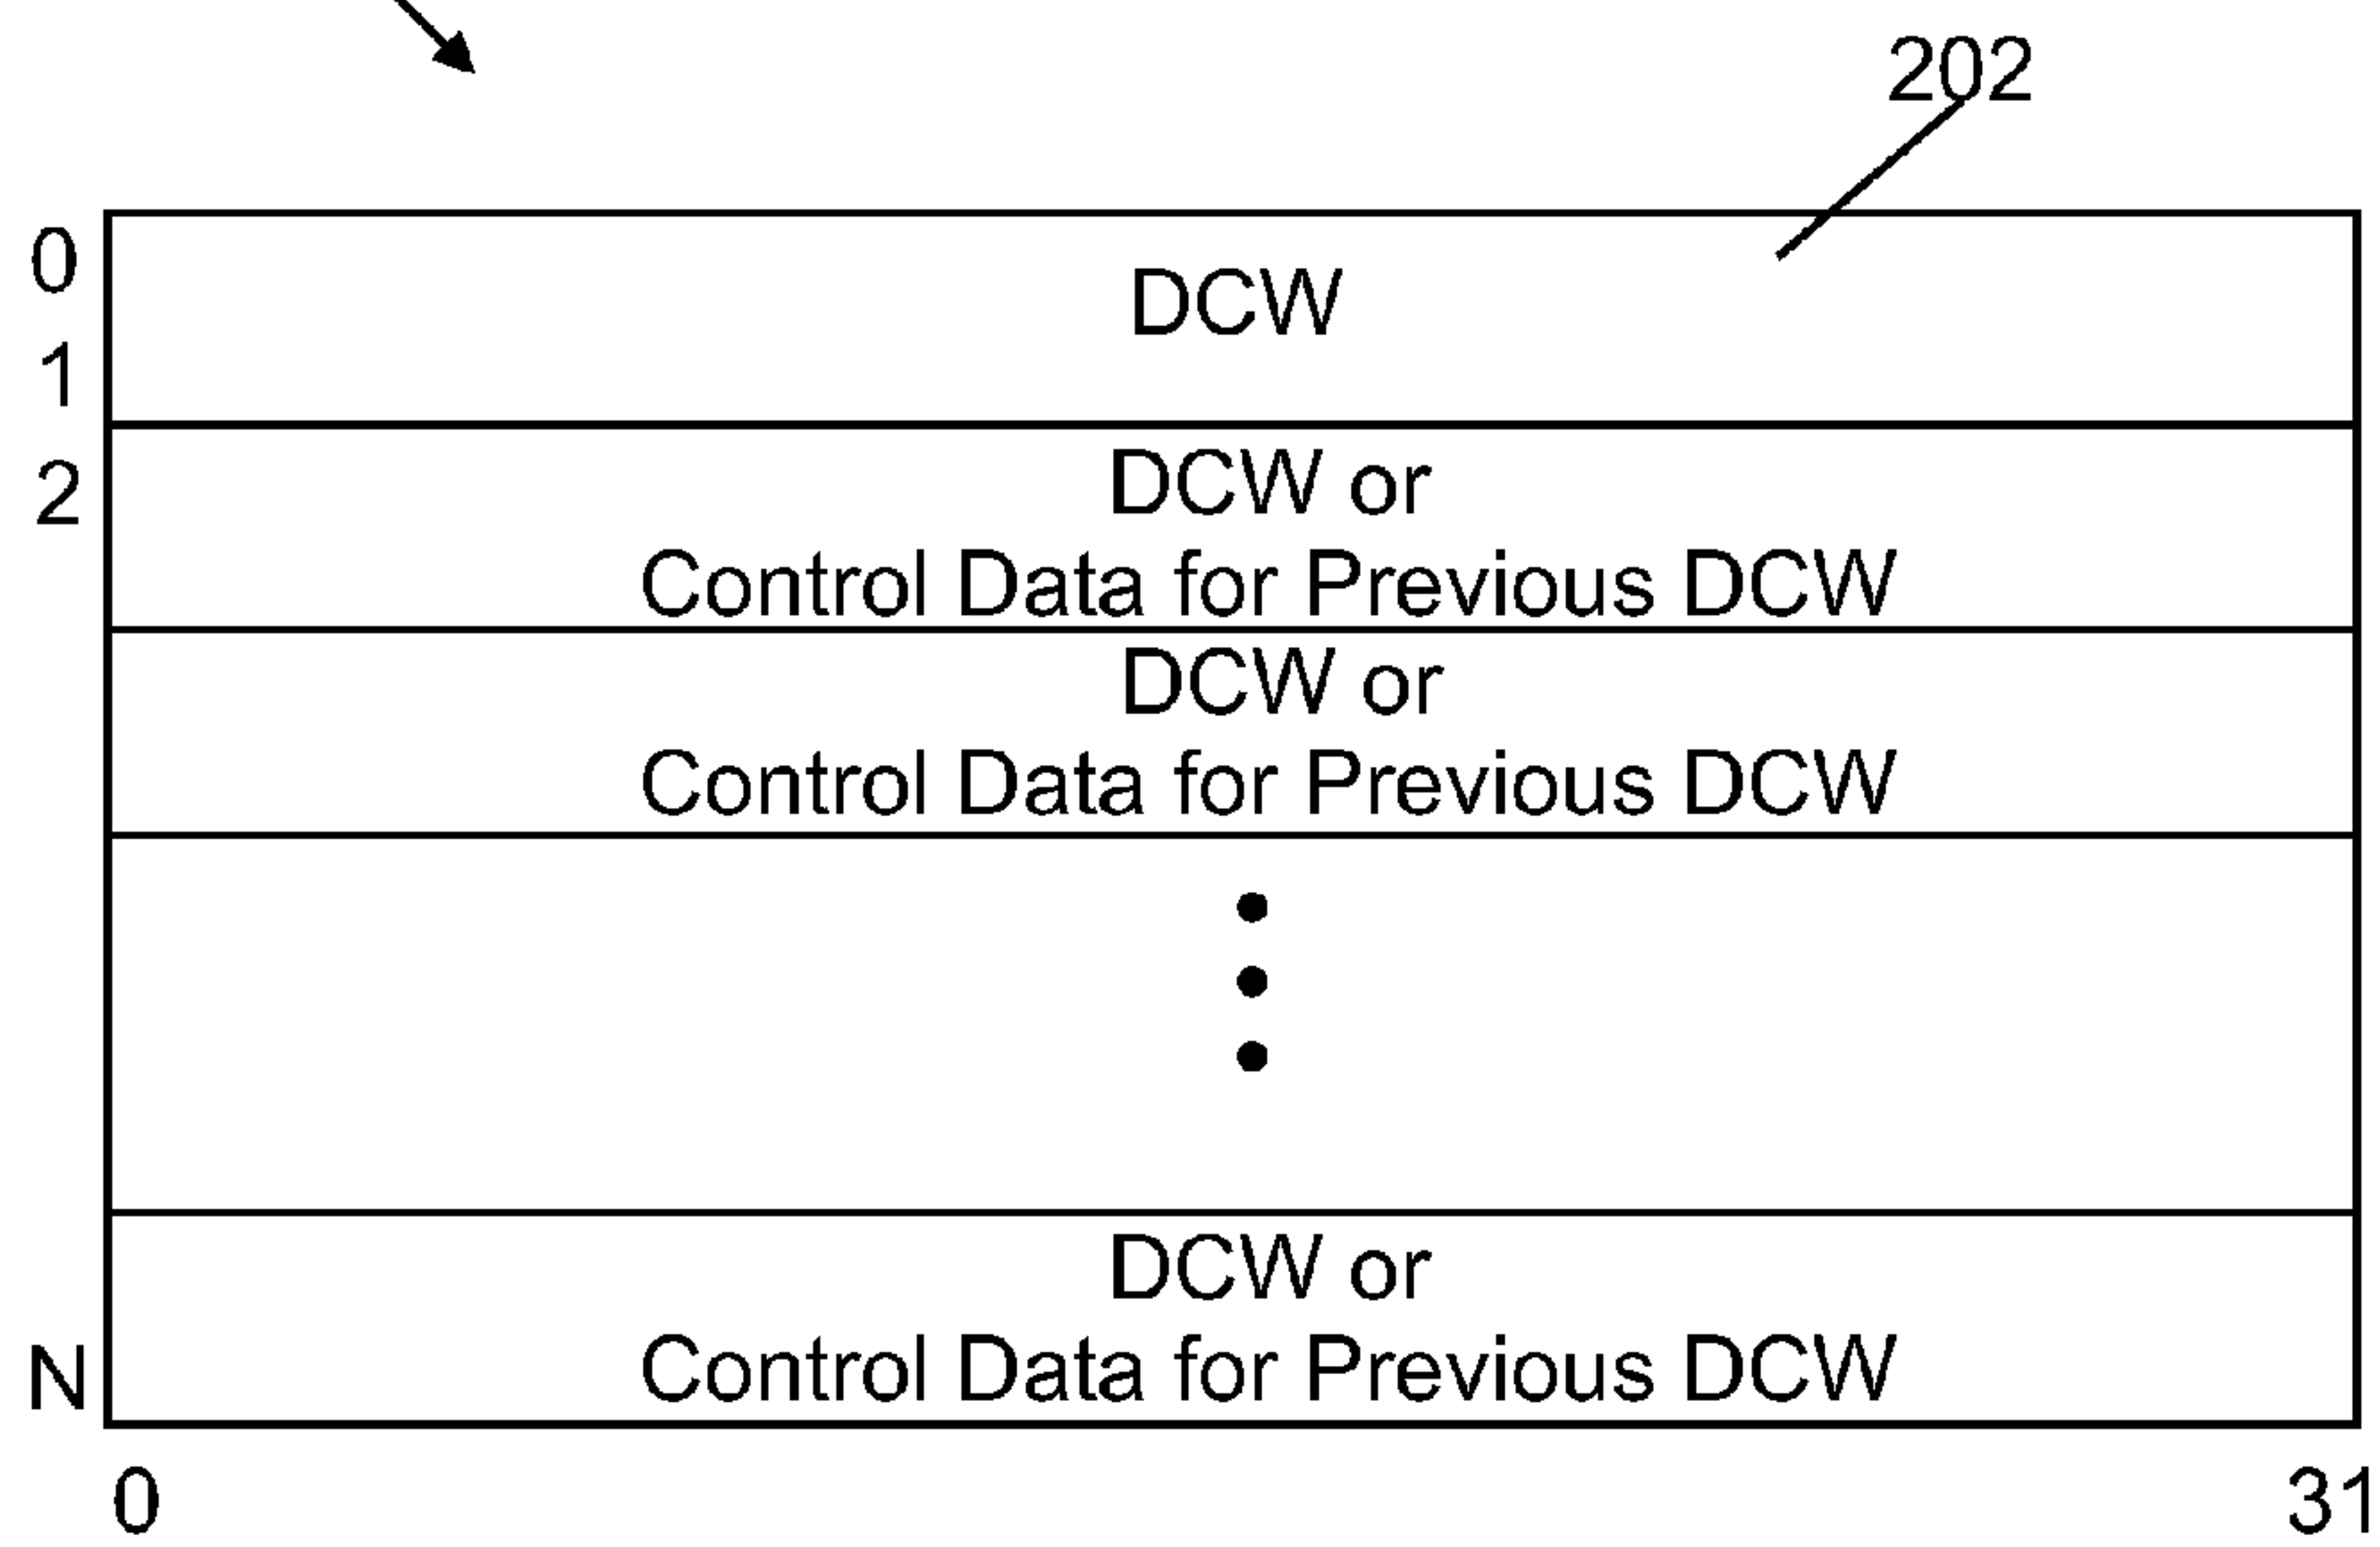 202
0
DCW
1
2
DCW or
Control Data for Previous DCW
DCW or
Control Data for Previous DCW
DCW or
N
Control Data for Previous DCW
0
31